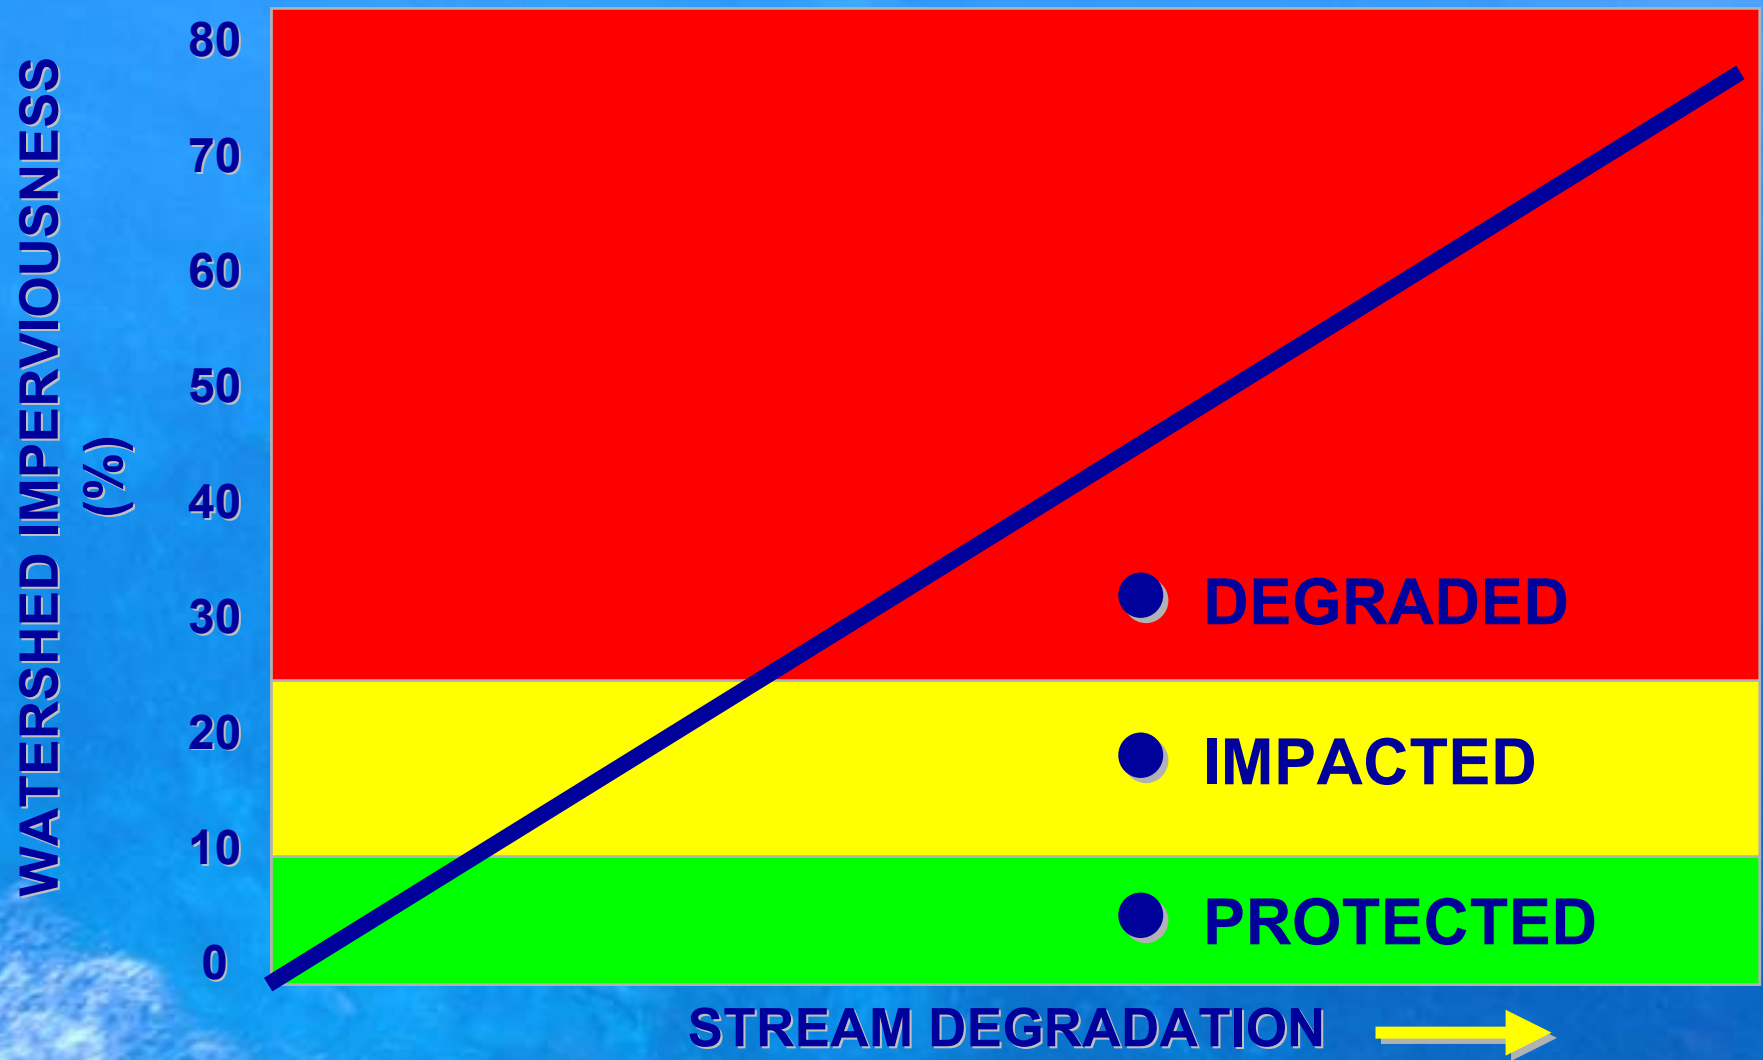 WATERSHED IMPERVIOUSNESS
(%)
80
70
60
50
40
30
20
10
0
DEGRADED
IMPACTED
PROTECTED
STREAM DEGRADATION